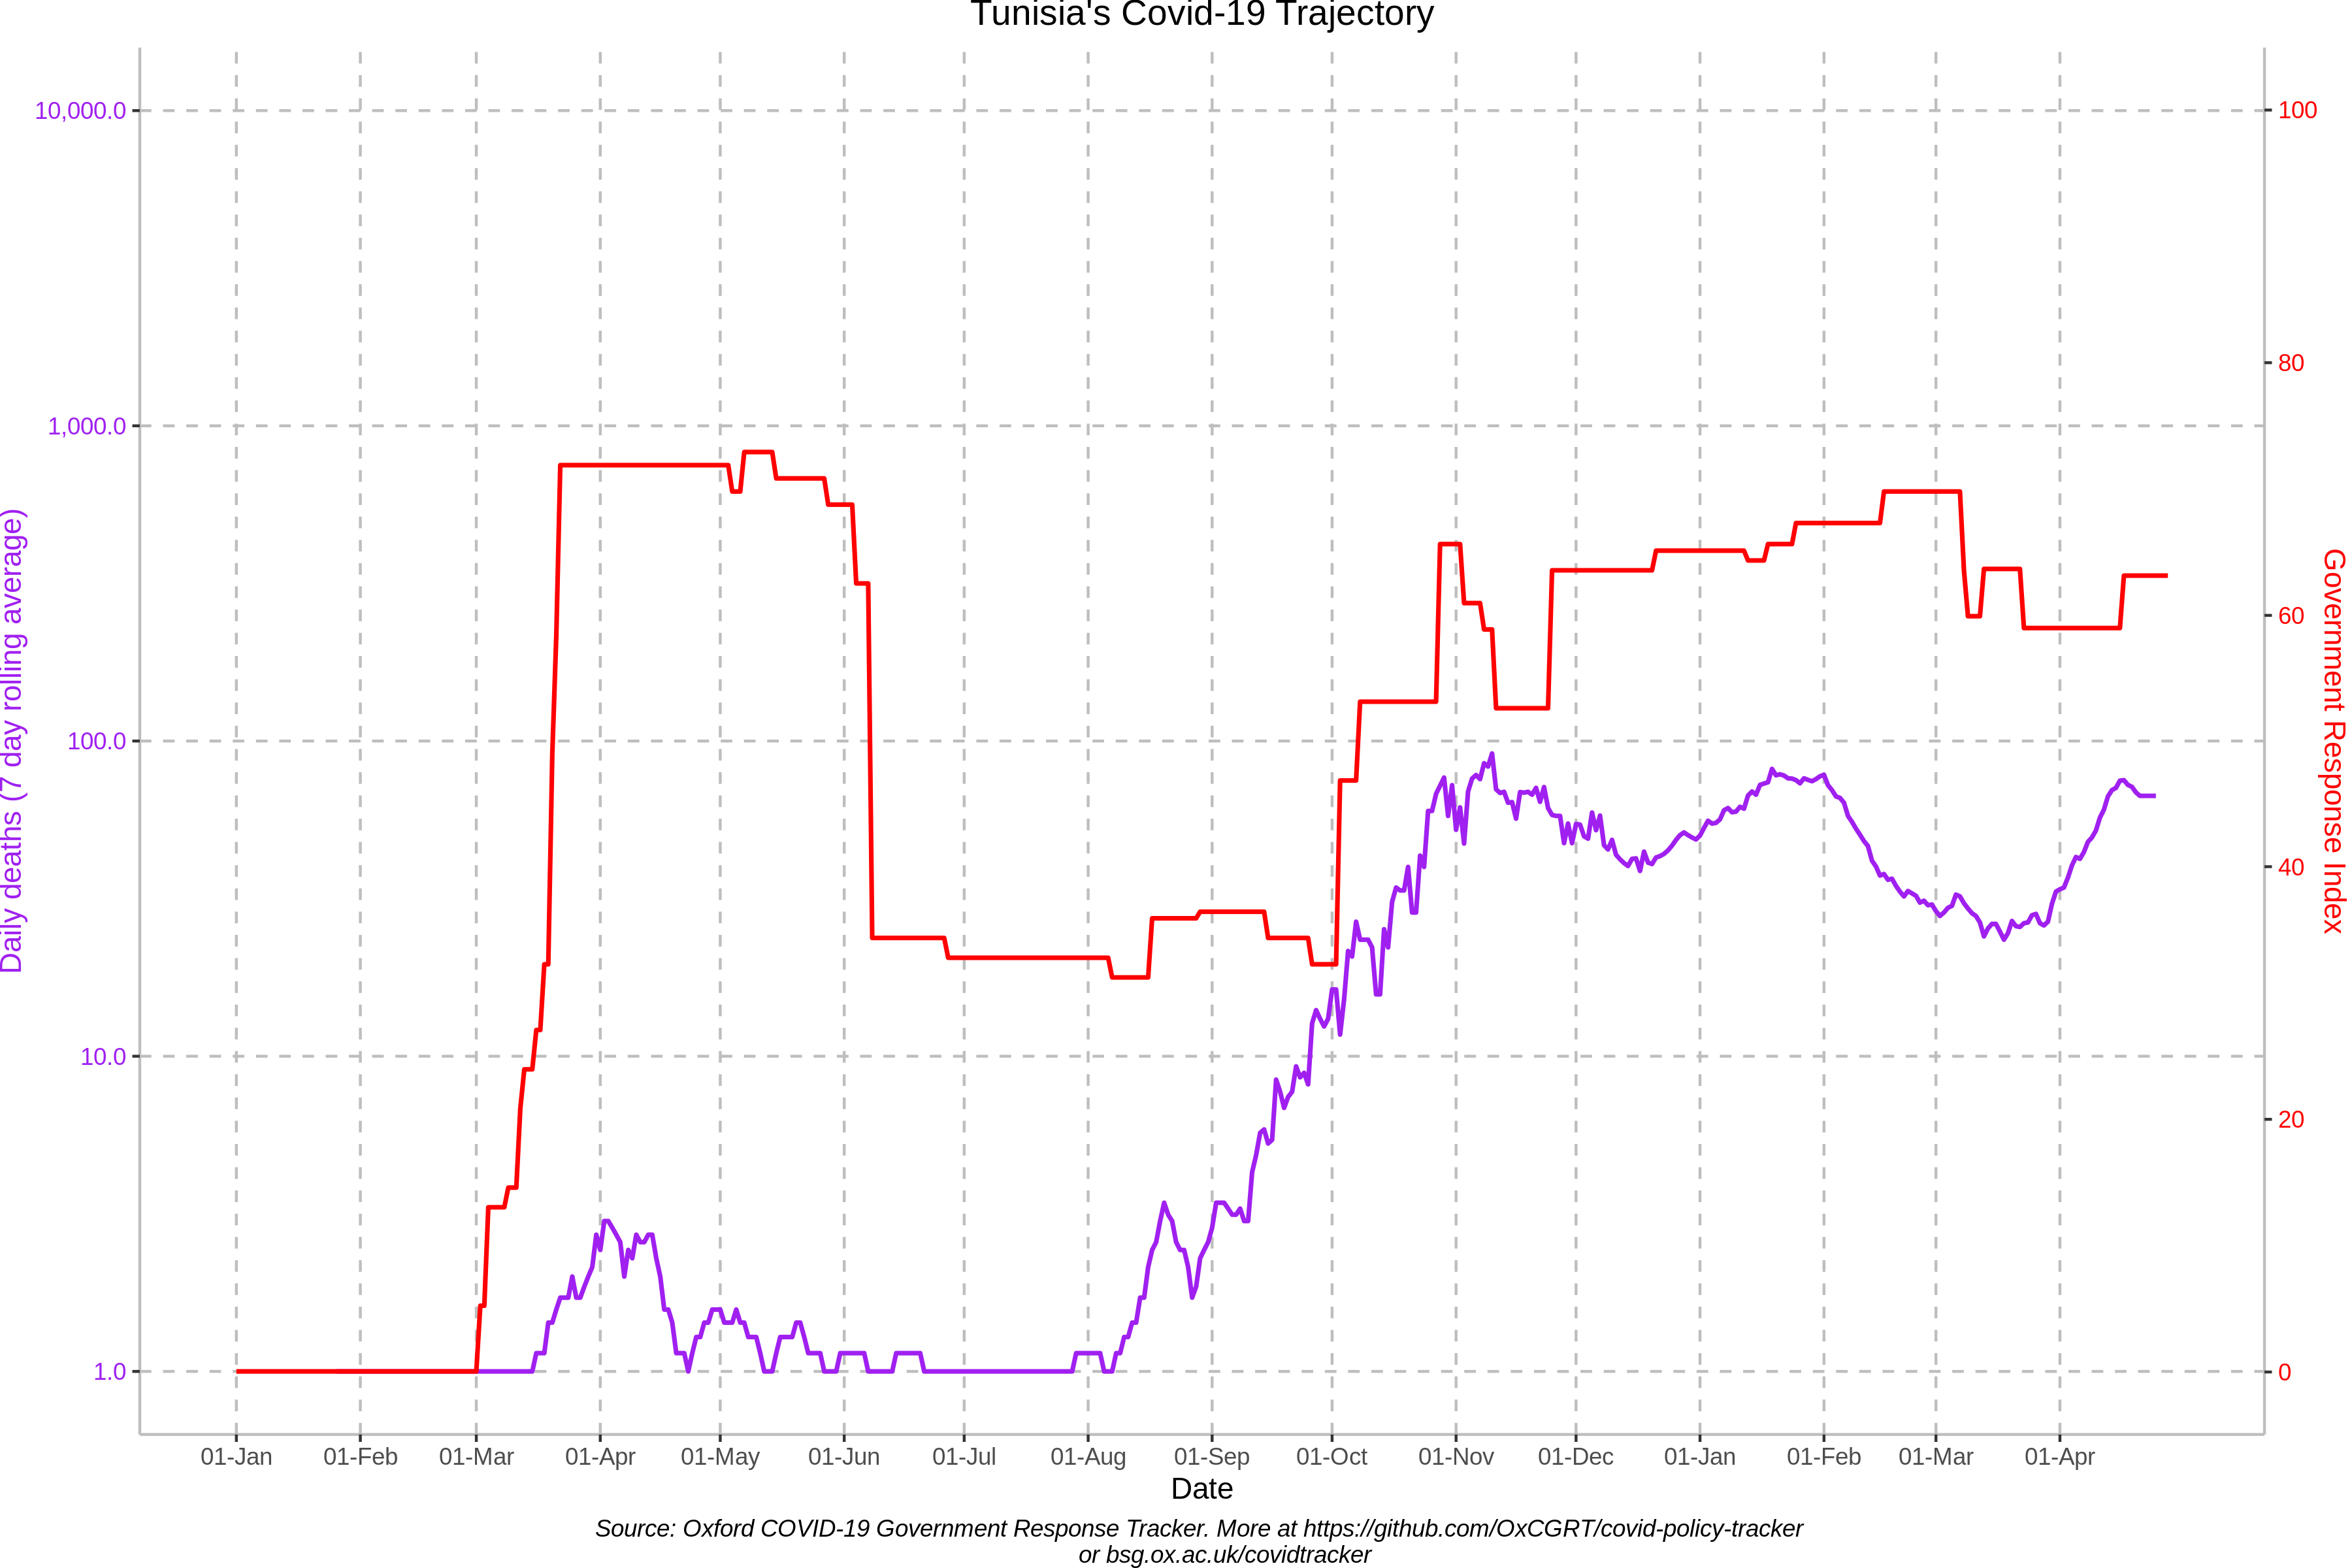 Tunisia's Covid-19 Trajectory
10,000.0
1,000.0
100.0
10.0
1.0
Daily deaths (7 day rolling average)
100
80
60
40
20
0
Government Response Index
01-Jan 01-Feb 01-Mar 01-Apr 01-May 01-Jun 01-Jul 01-Aug 01-Sep 01-Oct 01-Nov 01-Dec 01-Jan 01-Feb 01-Mar 01-Apr
Date
Source: Oxford COVID-19 Government Response Tracker. More at https://github.com/OxCGRT/covid-policy-tracker
or bsg.ox.ac.uk/covidtracker